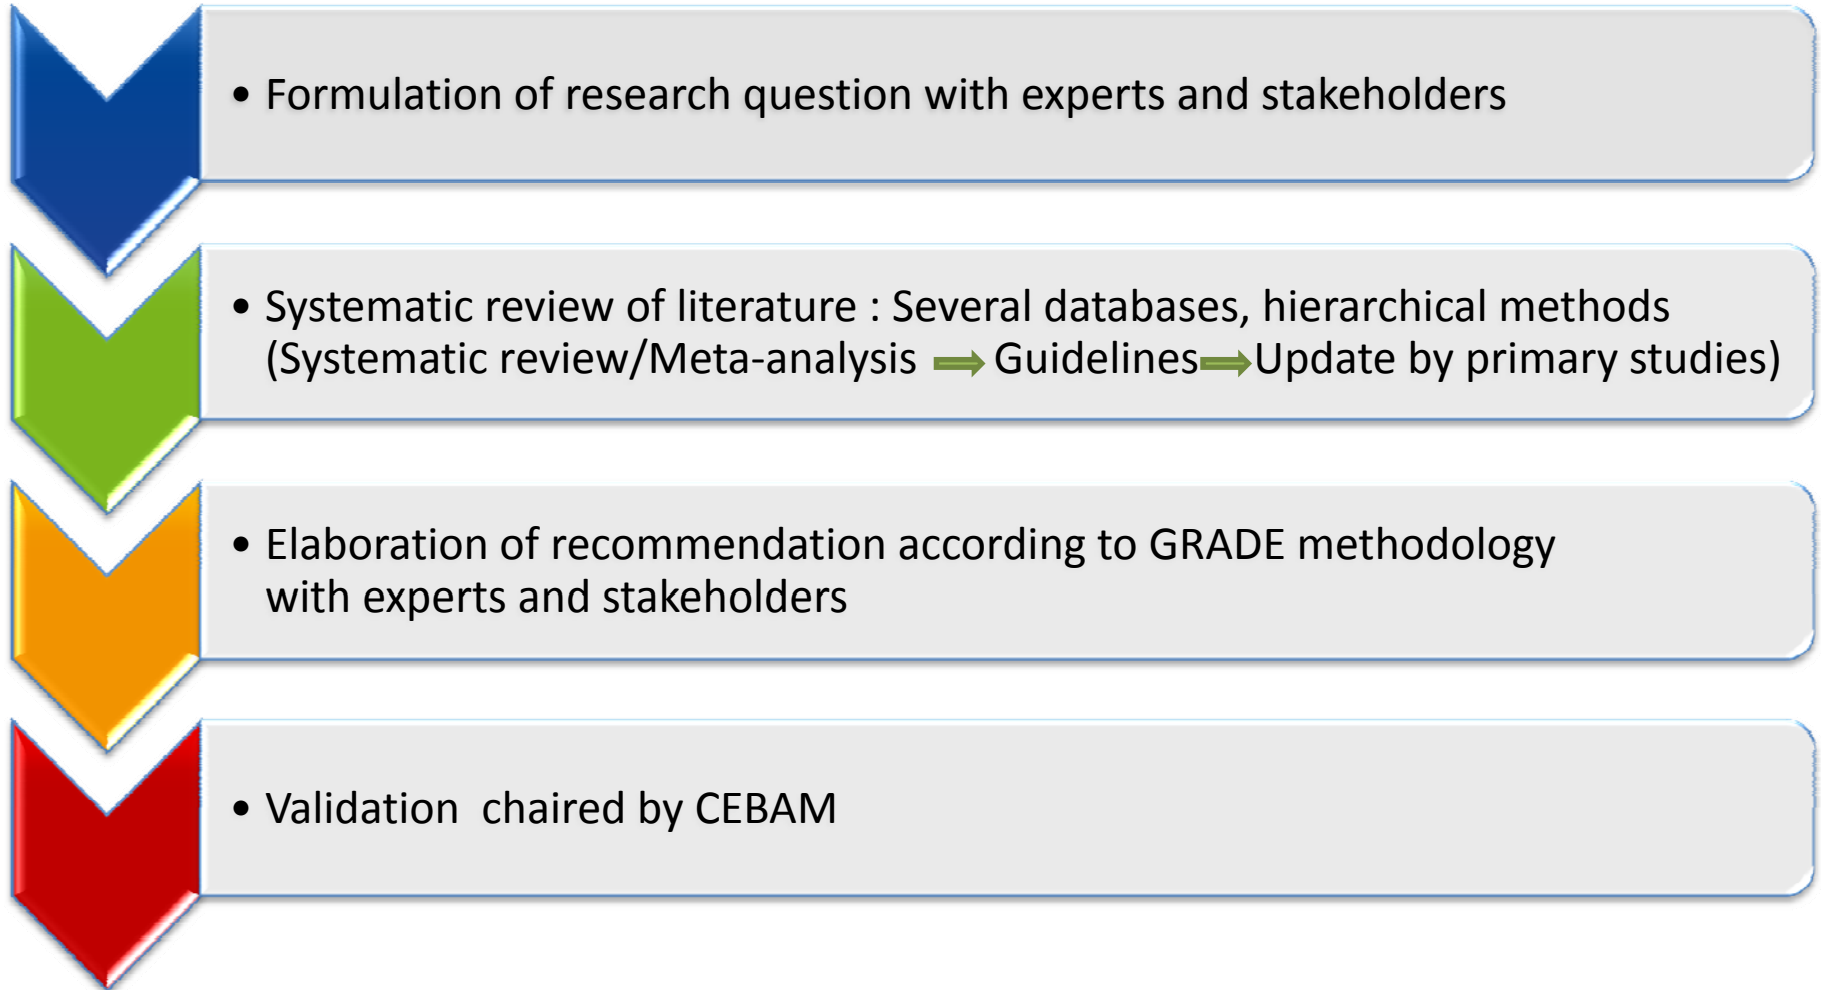 • Formulation of research question with experts and stakeholders
• Systematic review of literature : Several databases, hierarchical methods
(Systematic review/Meta-analysis ⇒ Guidelines ⇒ Update by primary studies)
• Elaboration of recommendation according to GRADE methodology
with experts and stakeholders
• Validation  chaired by CEBAM